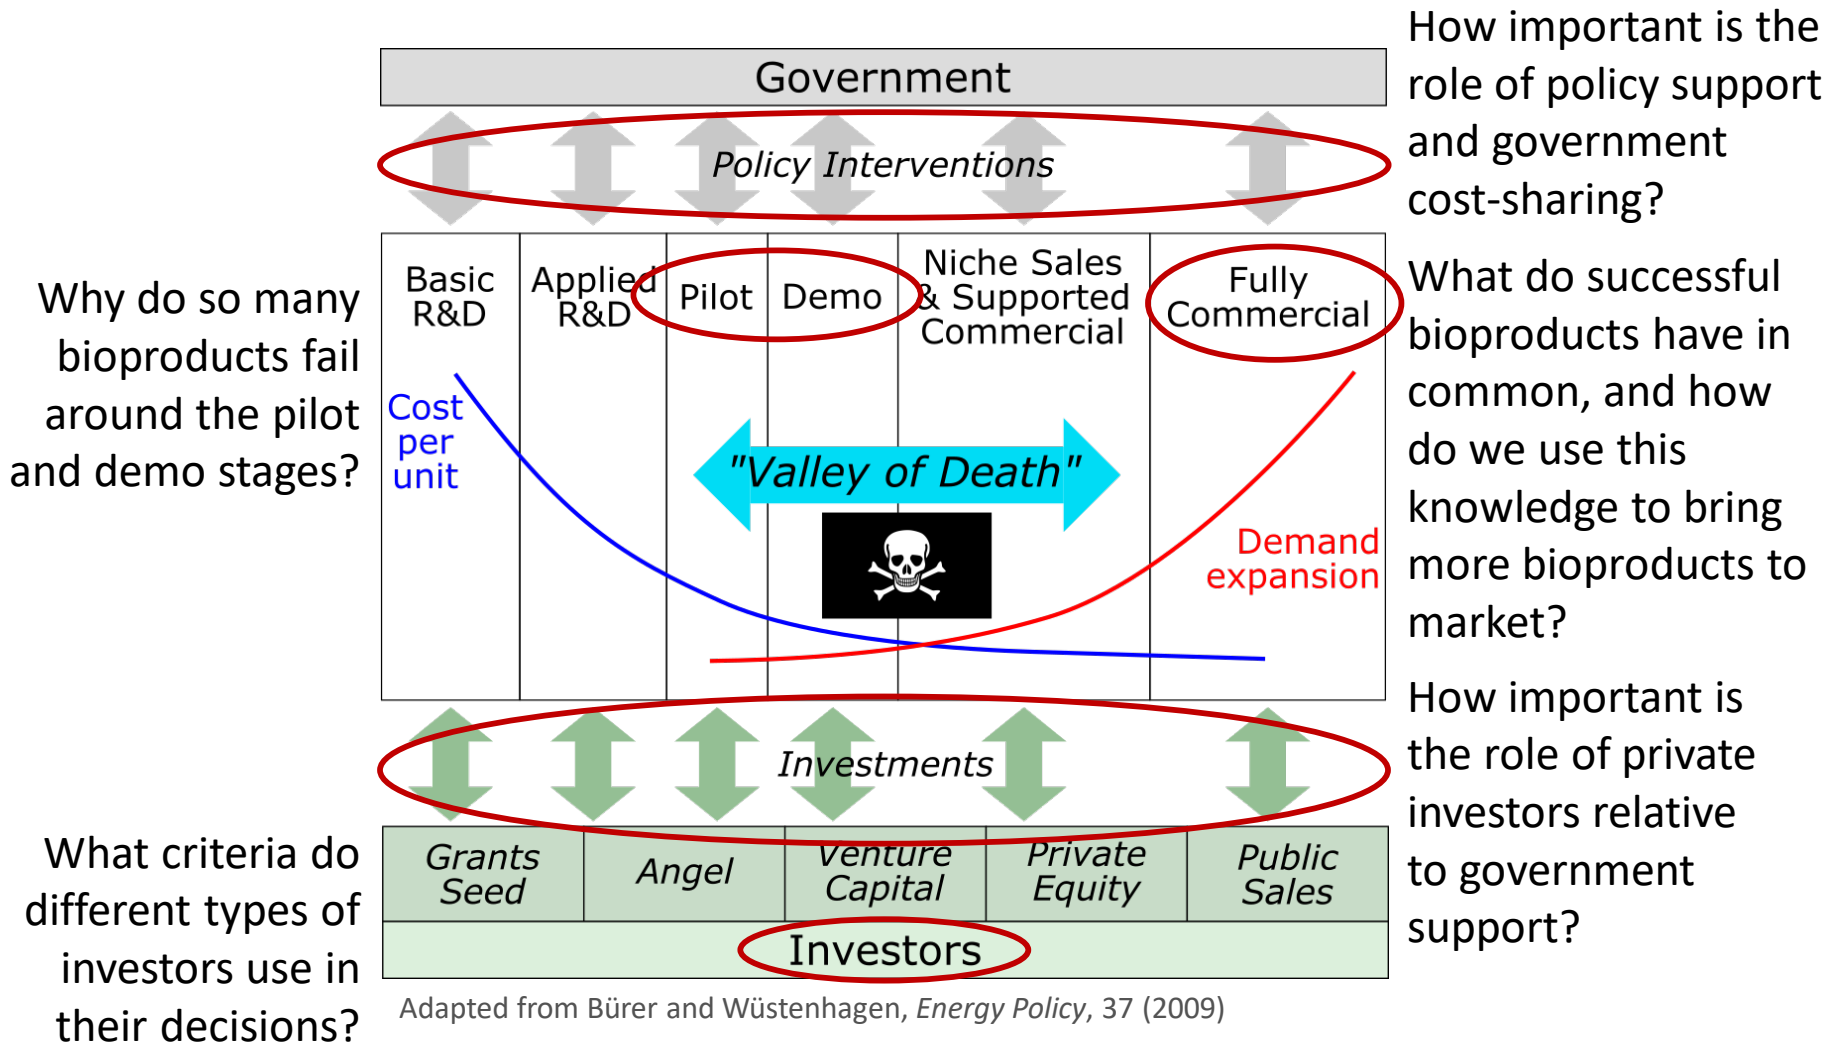 Government
Policy Interventions
How important is the
role of policy support
and government
cost-sharing?
Basic
R&D
Applied
R&D
Pilot
Demo
Niche Sales
& Supported
Commercial
Fully
Commercial
Why do so many
bioproducts fail
around the pilot
and demo stages?
What do successful
bioproducts have in
common, and how
do we use this
knowledge to bring
more bioproducts to
market?
Cost
per
unit
"Valley of Death"
Demand
expansion
Investments
How important is
the role of private
investors relative
to government
support?
What criteria do
different types of
investors use in
their decisions?
Grants
Seed
Angel
Venture
Capital
Private
Equity
Public
Sales
Investors
Adapted from Bürer and Wüstenhagen, Energy Policy, 37 (2009)